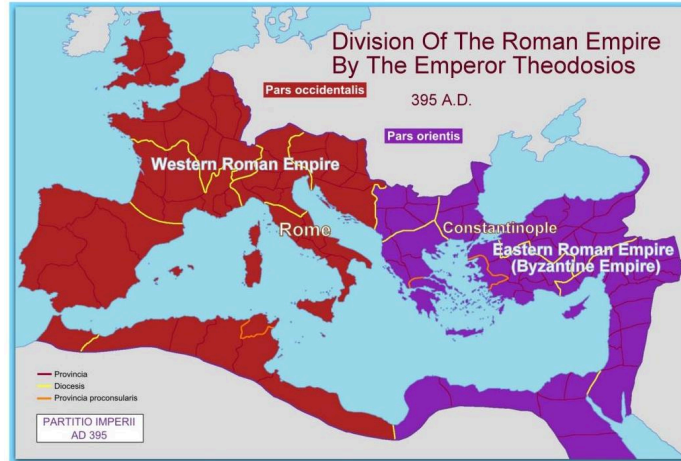 Division Of The Roman Empire
By The Emperor Theodosios
395 A.D.
Pars occidentalis
Pars orientis
Western Roman Empire
Rome
Constantinople
Eastern Roman Empire
(Byzantine Empire)
Provincia
Diocesis
Provincia proconsularis
PARTITIO IMPERII
AD 395